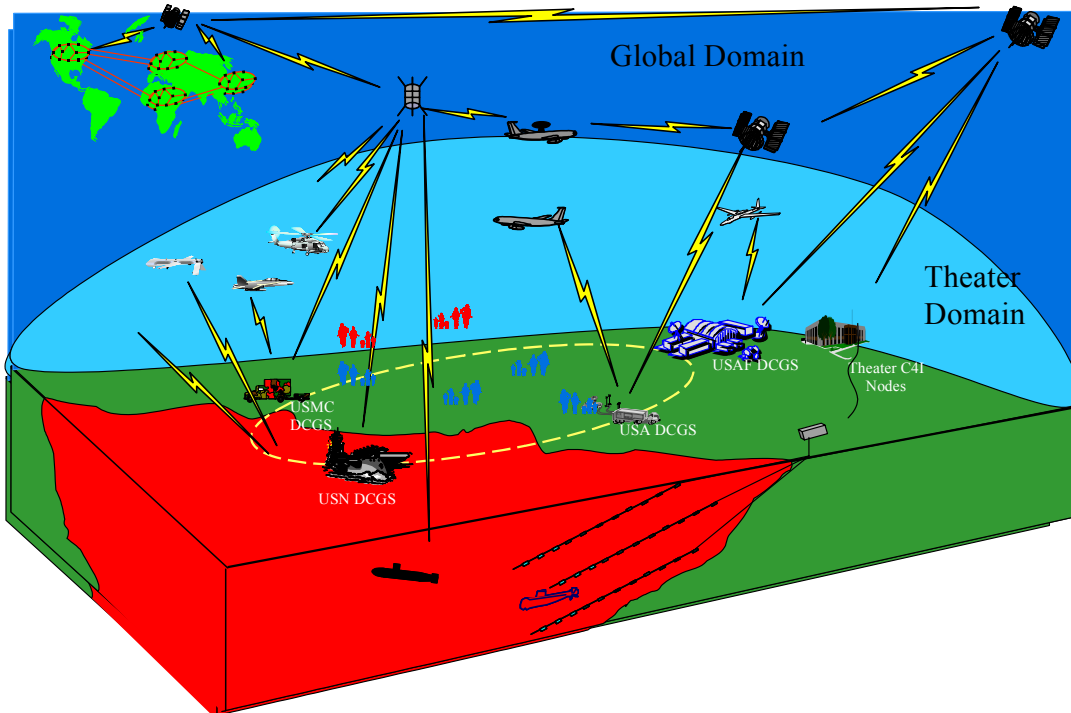 Global Domain
Theater
Domain
USAF DCGS
Theater C4I
Nodes
USMC
DCGS
USA DCGS
USN DCGS